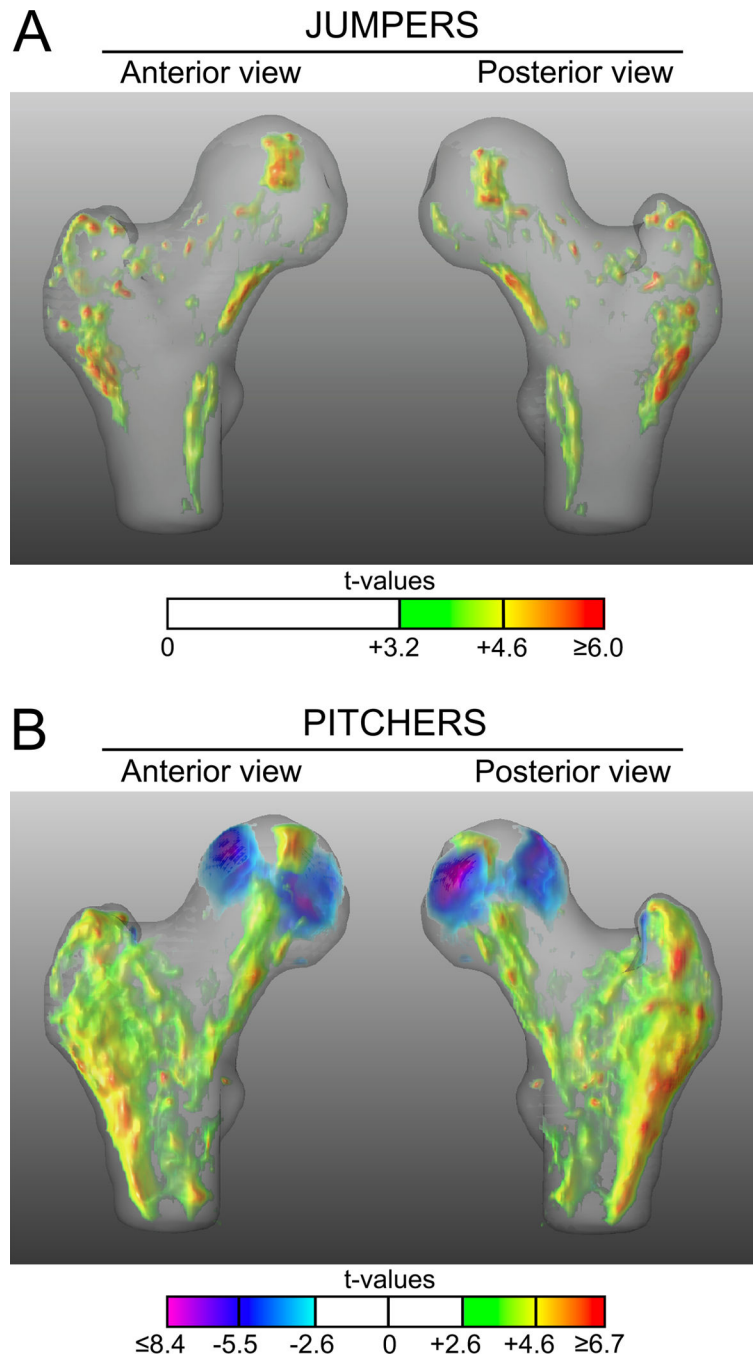 A
JUMPERS
Anterior view
Posterior view
t-values
0 +3.2 +4.6 ≥6.0
B
PITCHERS
Anterior view
Posterior view
t-values
≤8.4 -5.5 -2.6 0 +2.6 +4.6 ≥6.7